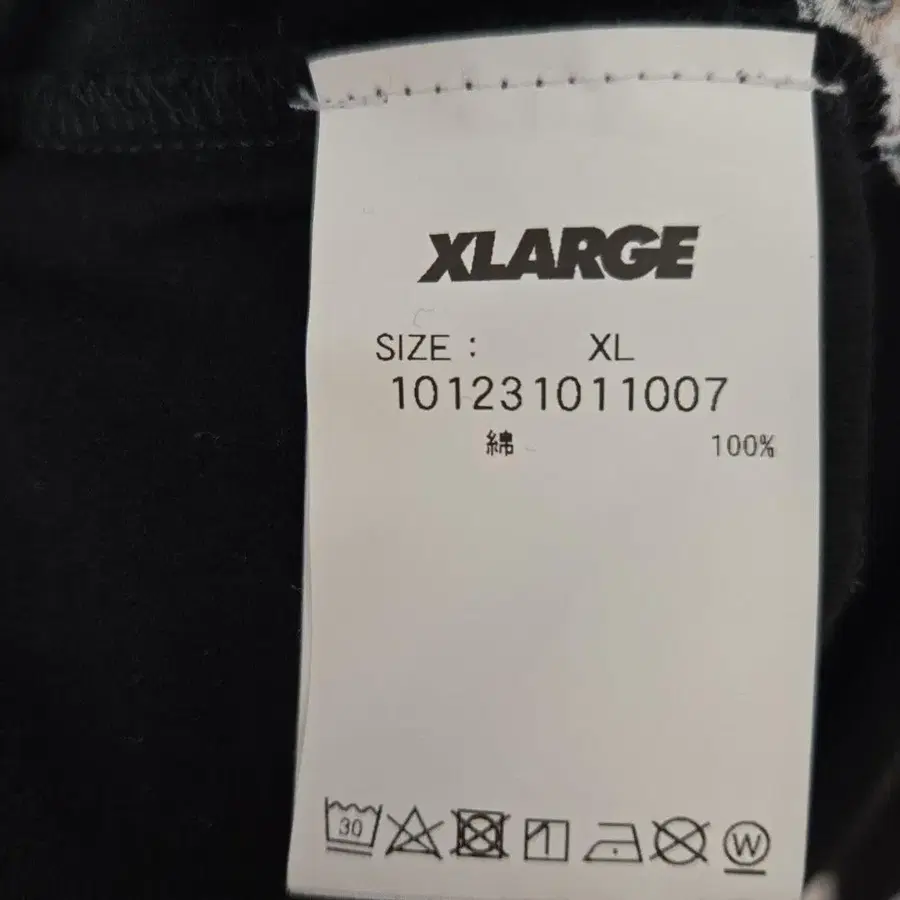 XLARGE
SIZE : XL
101231011007
綿 100%
30 W